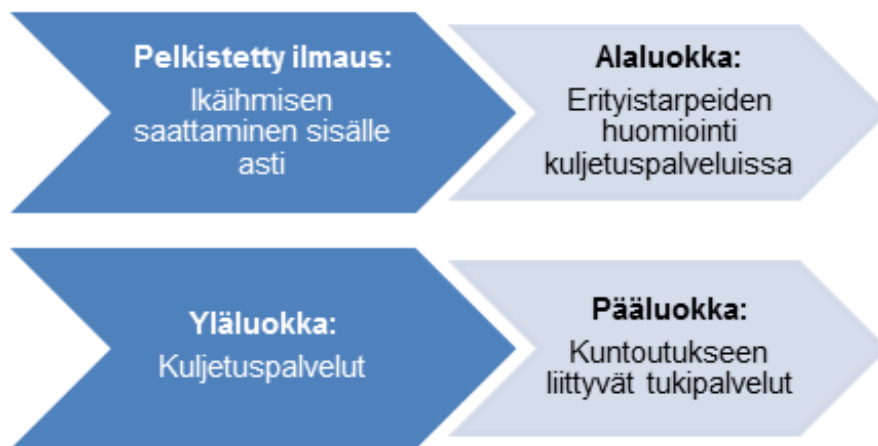 Pelkistetty ilmaus:
Ikäihmisen
saattaminen sisälle
asti
Alaluokka:
Erityistarpeiden
huomiointi
kuljetuspalveluissa
Yläluokka:
Kuljetuspalvelut
Pääluokka:
Kuntoutukseen
liittyvät tukipalvelut